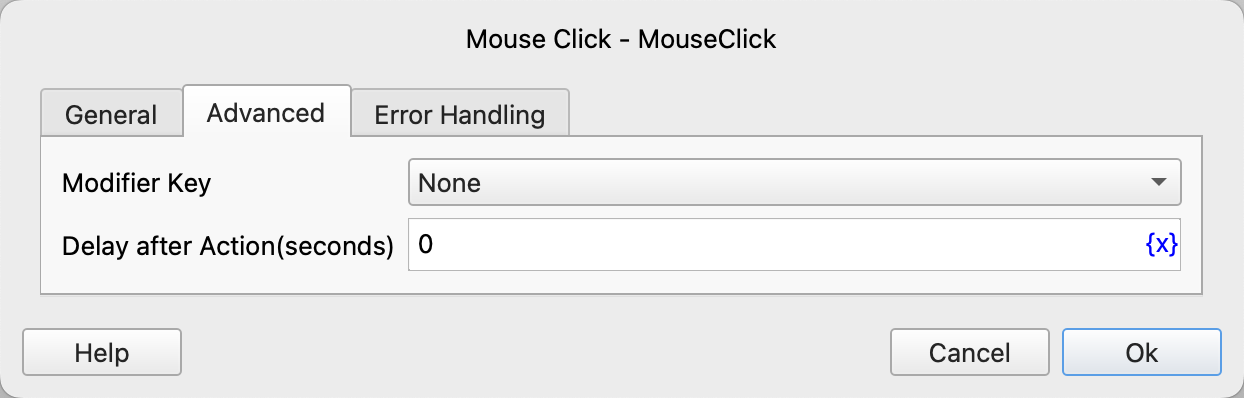 Mouse Click - MouseClick
General Advanced Error Handling
Modifier Key None
Delay after Action(seconds) 0 {x}
Help Cancel Ok